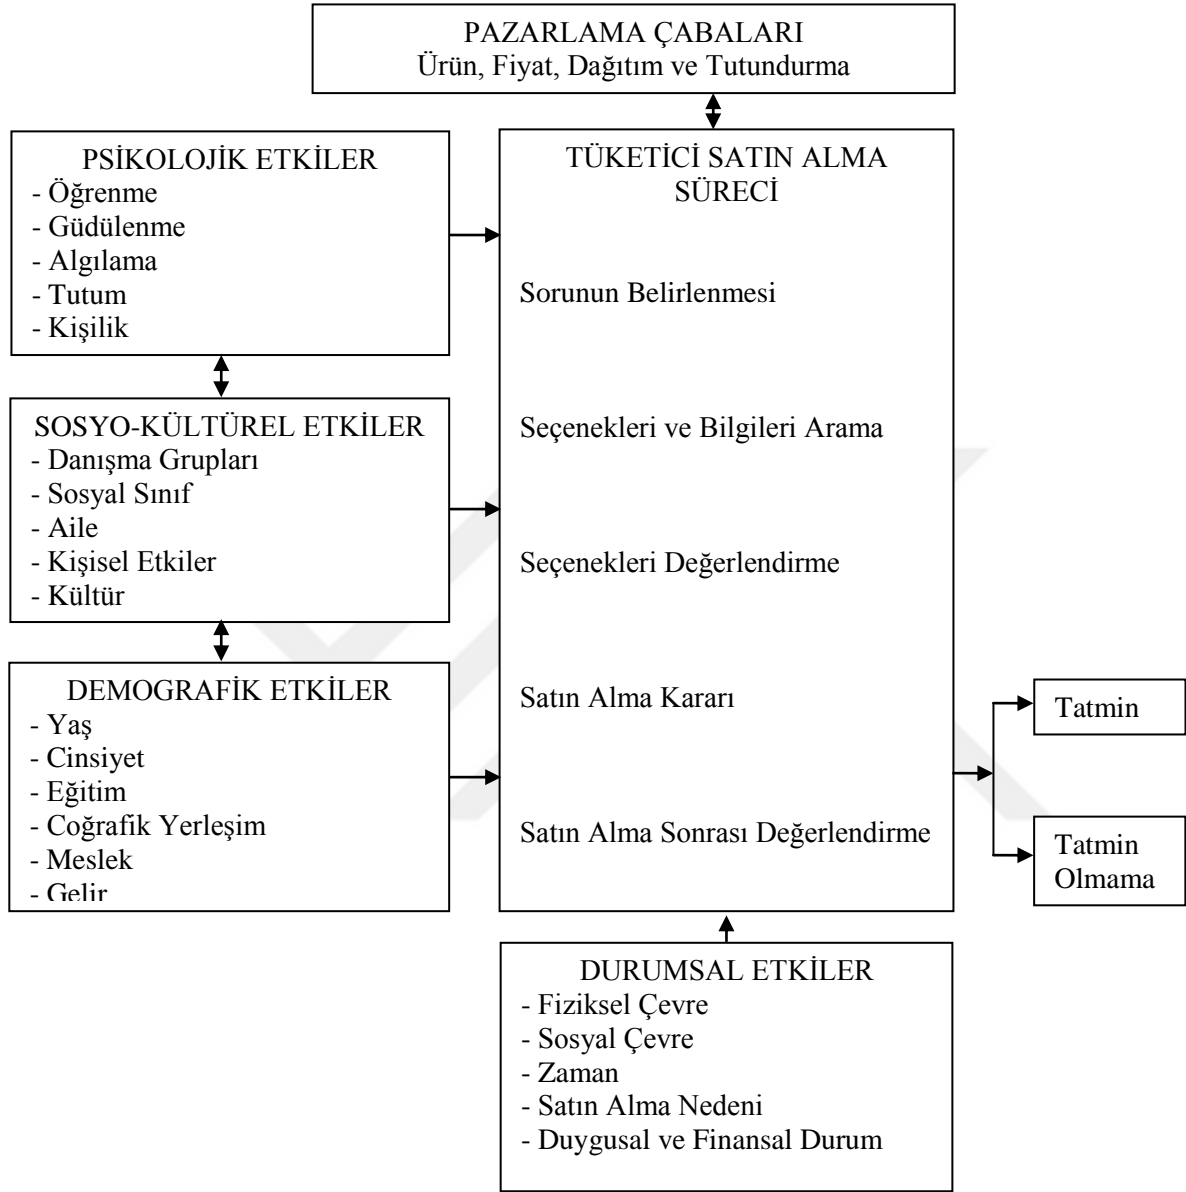 PAZARLAMA ÇABALARI
Ürün, Fiyat, Dağıtım ve Tutundurma
PSİKOLOJİK ETKİLER
- Öğrenme
- Güdülenme
- Algılama
- Tutum
- Kişilik
SOSYO-KÜLTÜREL ETKİLER
- Danışma Grupları
- Sosyal Sınıf
- Aile
- Kişisel Etkiler
- Kültür
DEMOGRAFİK ETKİLER
- Yaş
- Cinsiyet
- Eğitim
- Coğrafik Yerleşim
- Meslek
- Gelir
TÜKETİCİ SATIN ALMA
SÜRECİ
Sorunun Belirlenmesi
Seçenekleri ve Bilgileri Arama
Seçenekleri Değerlendirme
Satın Alma Kararı
Satın Alma Sonrası Değerlendirme
Tatmin
Tatmin
Olmama
DURUMSAL ETKİLER
- Fiziksel Çevre
- Sosyal Çevre
- Zaman
- Satın Alma Nedeni
- Duygusal ve Finansal Durum